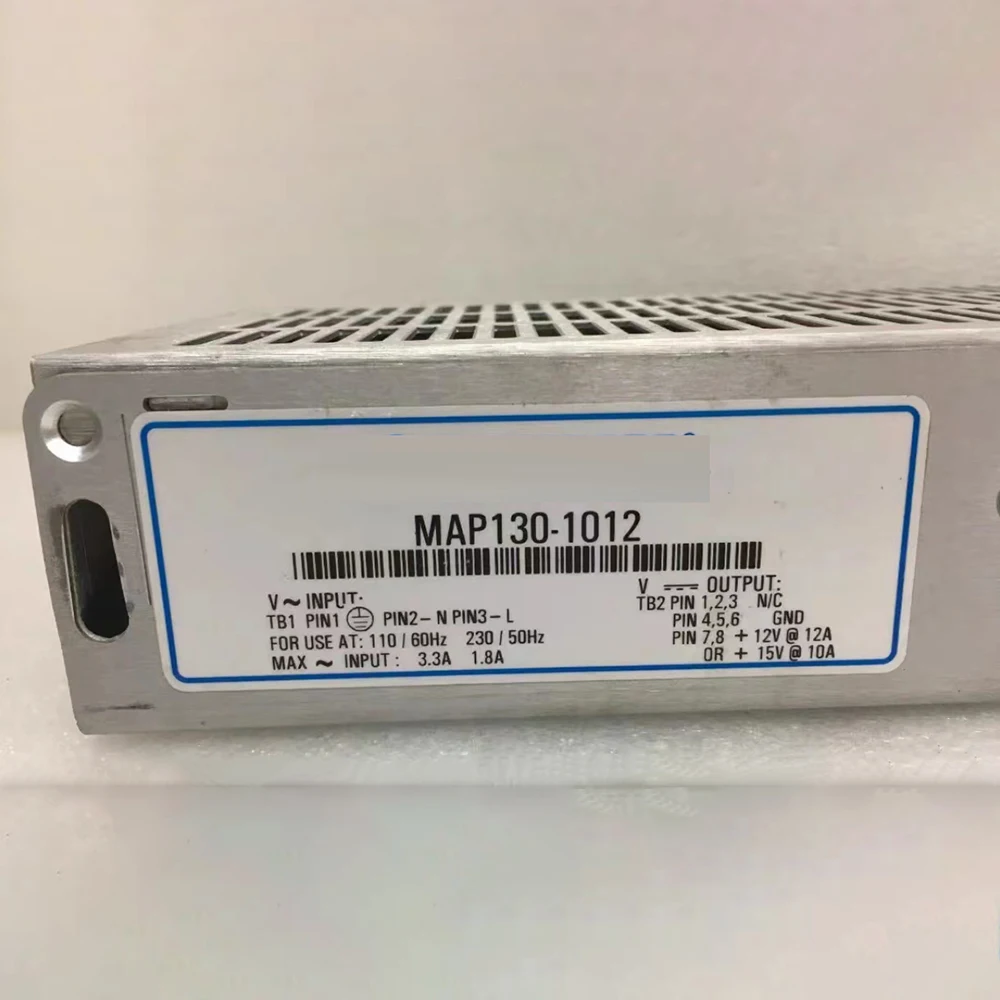 MAP130-1012
V ~ INPUT:
TB1 PIN1 ⏚ PIN2- N PIN3- L
FOR USE AT: 110 / 60Hz 230 / 50Hz
MAX ~ INPUT : 3.3A 1.8A
V ⎓ OUTPUT:
TB2 PIN 1,2,3 N/C
PIN 4,5,6 GND
PIN 7,8 + 12V @ 12A
OR + 15V @ 10A